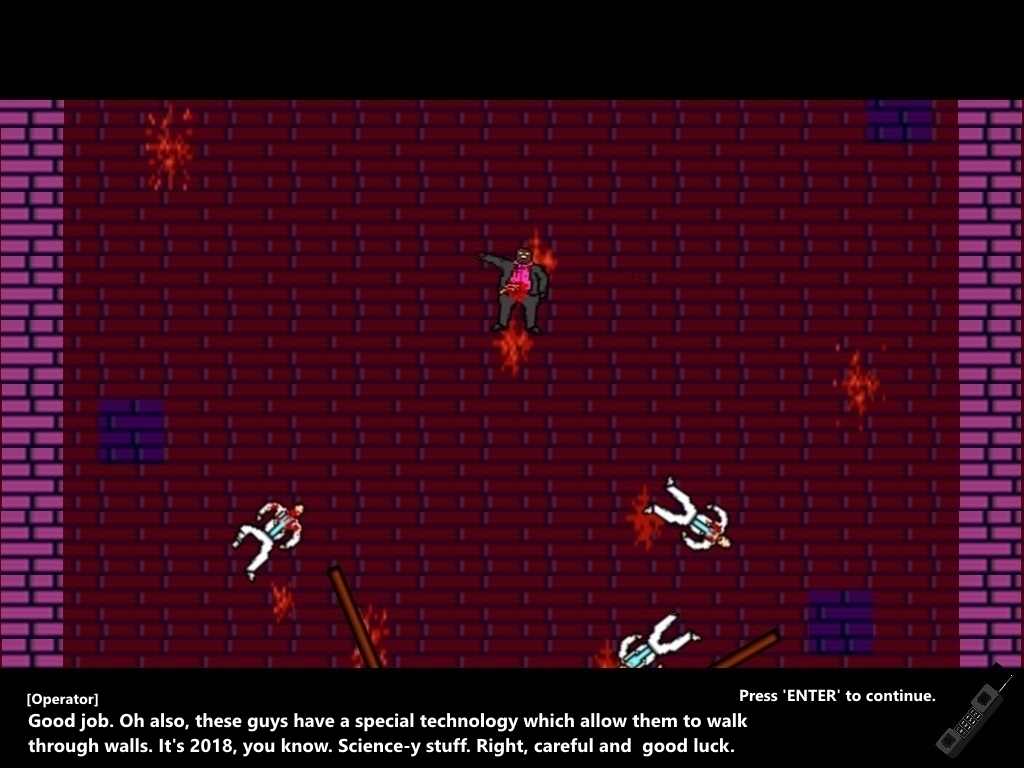 [Operator]
Press 'ENTER' to continue.
Good job. Oh also, these guys have a special technology which allow them to walk
through walls. It's 2018, you know. Science-y stuff. Right, careful and  good luck.